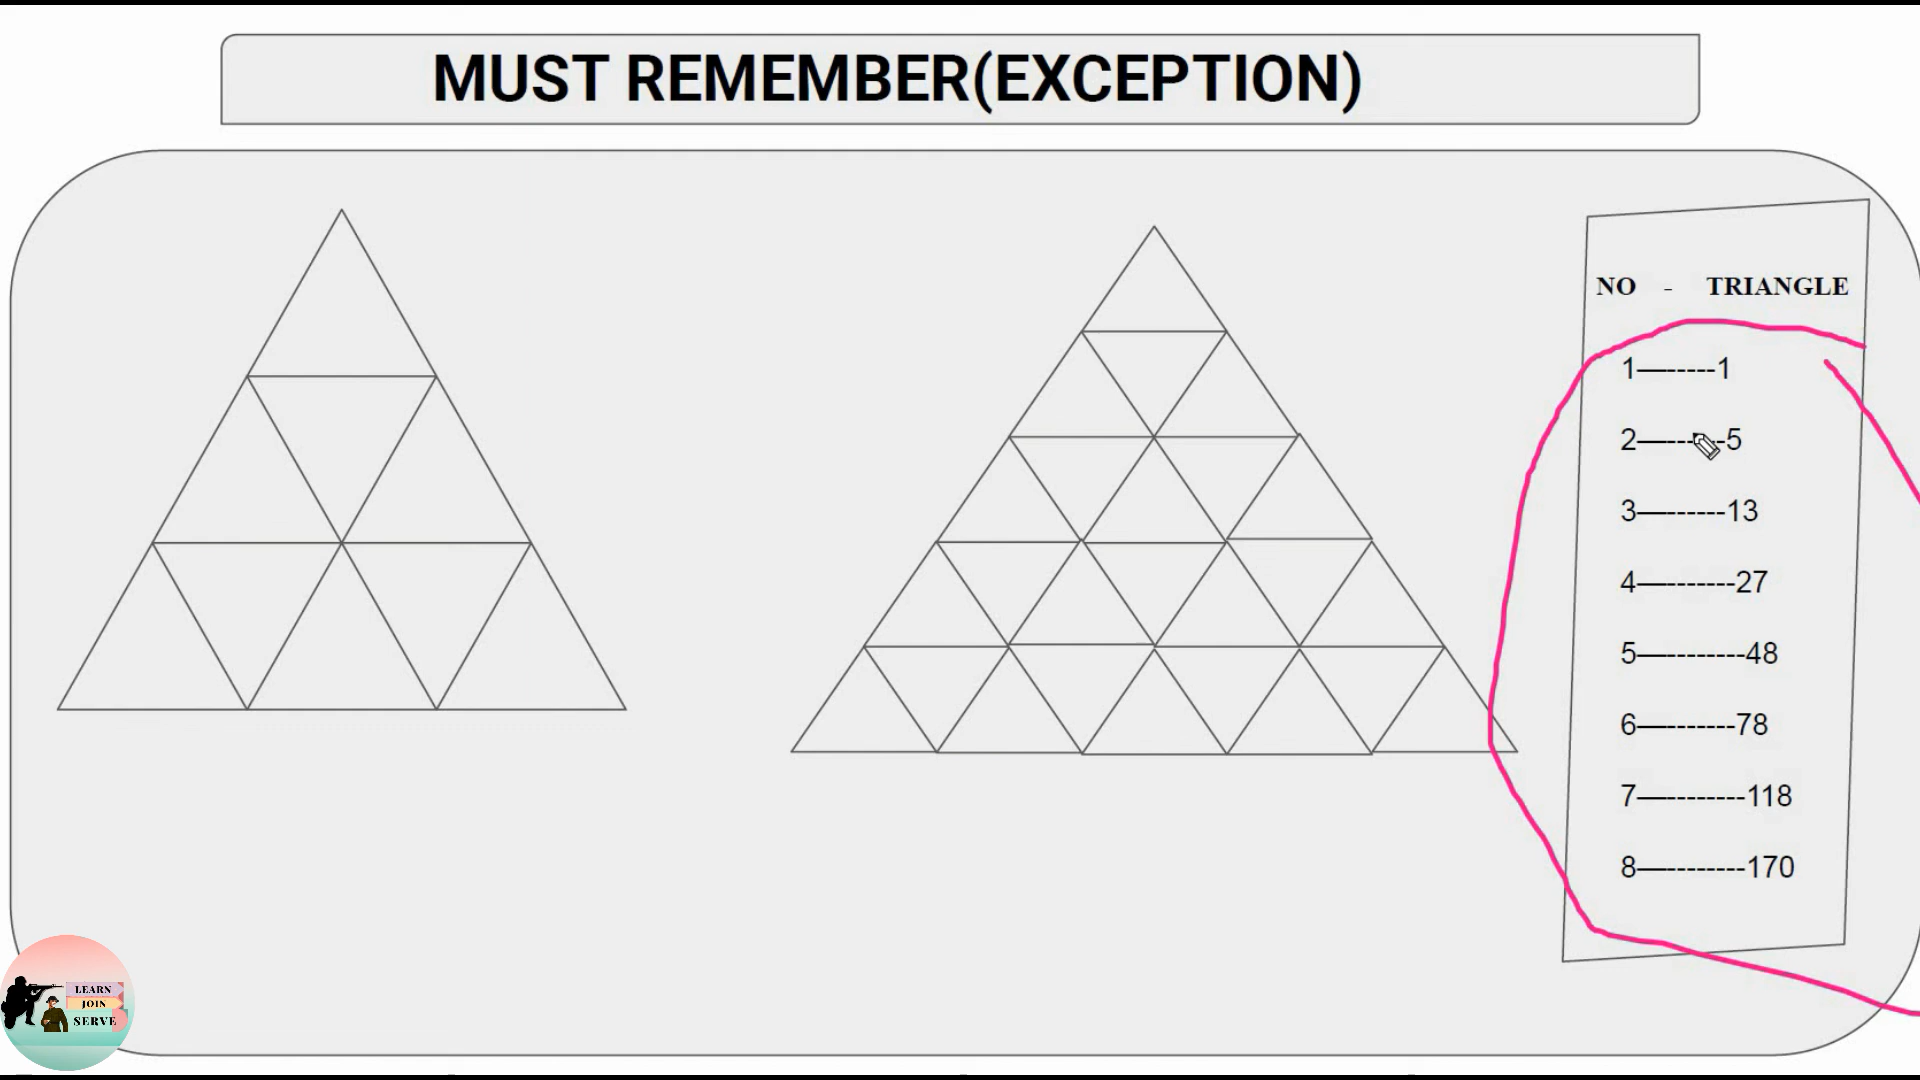 MUST REMEMBER(EXCEPTION)
NO - TRIANGLE
1—-----1
2—------5
3—-------13
4—--------27
5—---------48
6—--------78
7—---------118
8—---------170
LEARN
JOIN
SERVE